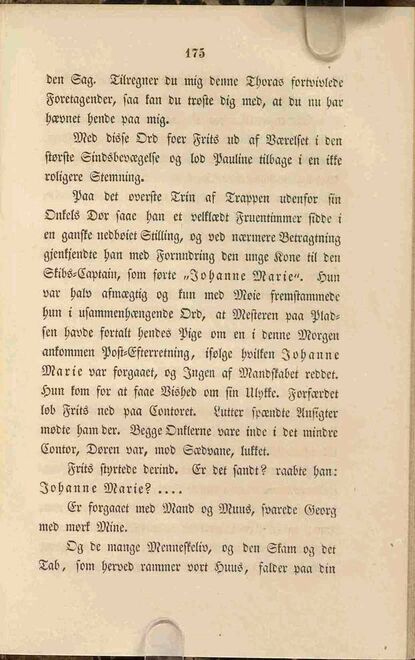 175
den Sag. Tilregner du mig denne Thoras fortvivlede
Foretagender, saa kan du trøste dig med, at du nu har
hævnet hende paa mig.
Med disse Ord foer Frits ud af Værelset i den
største Sindsbevægelse og lod Pauline tilbage i en ikke
roligere Stemning.
Paa det øverste Trin af Trappen udenfor sin
Onkels Dør saae han et velklædt Fruentimmer sidde i
en ganske nedbøiet Stilling, og ved nærmere Betragtning
gjenkjendte han med Forundring den unge Kone til den
Skibs-Captain, som førte „Johanne Marie“. Hun
var halv afmægtig og kun med Møie fremstammede
hun i usammenhængende Ord, at Mesteren paa Plad-
sen havde fortalt hendes Pige om en i denne Morgen
ankommen Post-Efterretning, ifølge hvilken Johanne
Marie var forgaaet, og Ingen af Mandskabet reddet.
Hun kom for at faae Vished om sin Ulykke. Forfærdet
løb Frits ned paa Contoret. Lutter spændte Ansigter
mødte ham der. Begge Onklerne vare inde i det mindre
Contor, Døren var, mod Sædvane, lukket.
Frits styrtede derind. Er det sandt? raabte han:
Johanne Marie? ....
Er forgaaet med Mand og Muus, svarede Georg
med mørk Mine.
Og de mange Menneskeliv, og den Skam og det
Tab, som herved rammer vort Huus, falder paa din